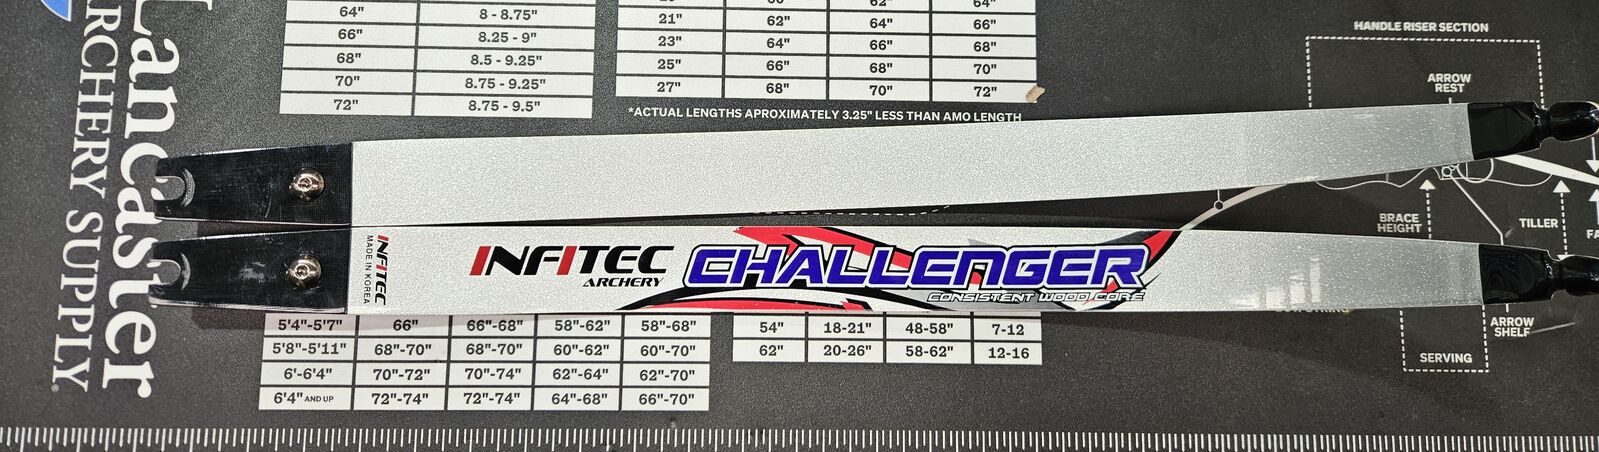 Lancaster
ARCHERY SUPPLY
64" 8 - 8.75"
66" 8.25 - 9"
68" 8.5 - 9.25"
70" 8.75 - 9.25"
72" 8.75 - 9.5"
62" 64"
21" 62" 64" 66"
23" 64" 66" 68"
25" 66" 68" 70"
27" 68" 70" 72"
*ACTUAL LENGTHS APROXIMATELY 3.25" LESS THAN AMO LENGTH
HANDLE RISER SECTION
ARROW
REST
BRACE
HEIGHT
TILLER
INFITEC
MADE IN KOREA
INFITEC
ARCHERY
CHALLENGER
CONSISTENT WOOD CORE
ARROW
SHELF
SERVING
5'4"-5'7" 66" 66"-68" 58"-62" 58"-68"
5'8"-5'11" 68"-70" 68"-70" 60"-62" 60"-70"
6'-6'4" 70"-72" 70"-74" 62"-64" 62"-70"
6'4" AND UP 72"-74" 72"-74" 64"-68" 66"-70"
54" 18-21" 48-58" 7-12
62" 20-26" 58-62" 12-16